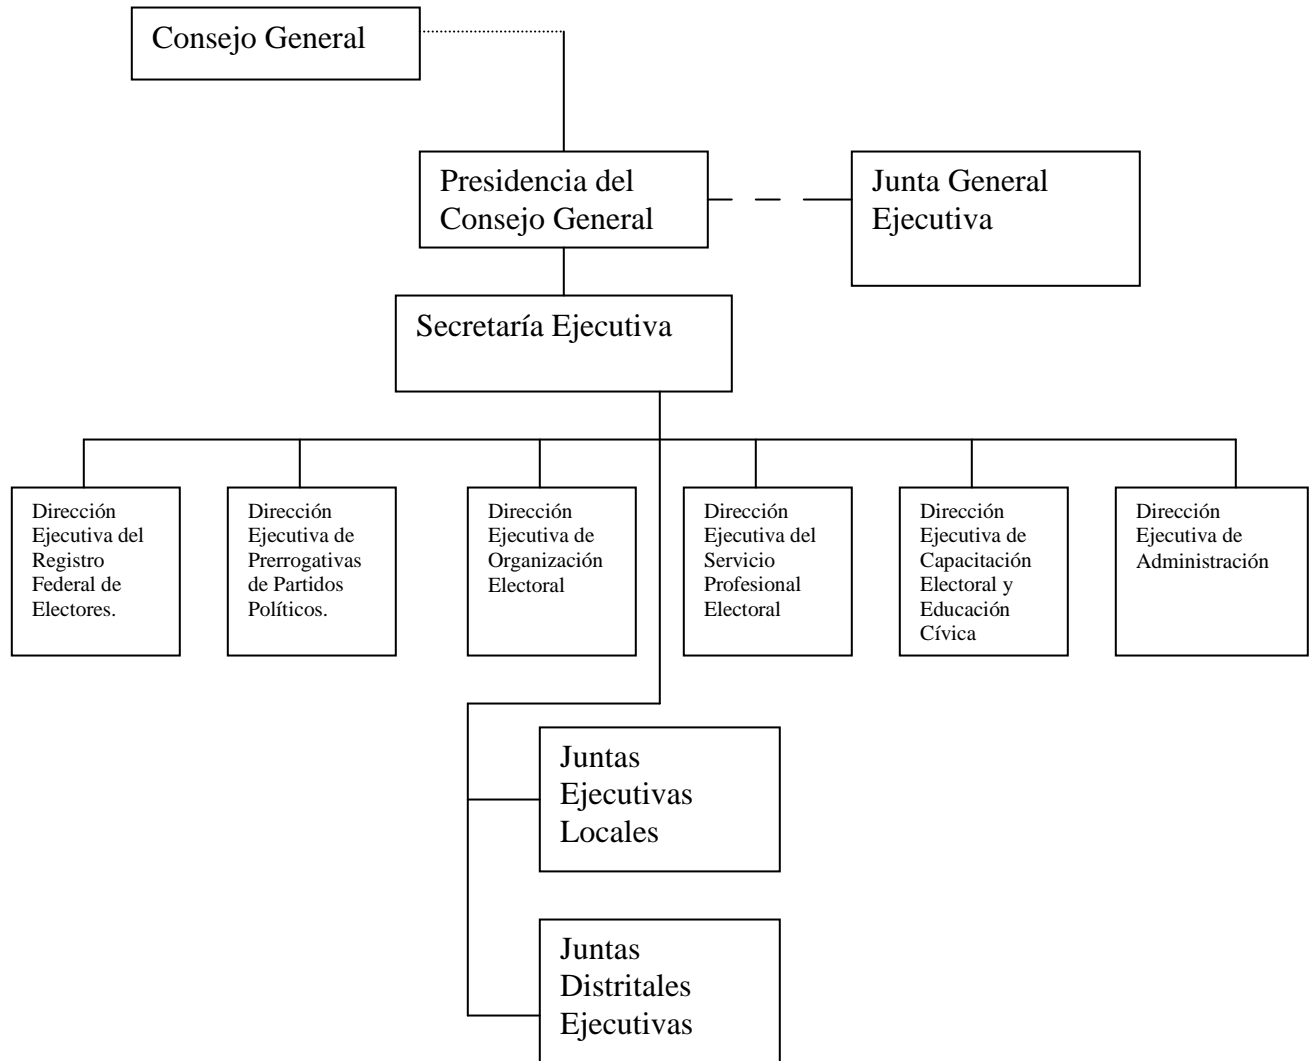 Consejo General
Presidencia del
Consejo General
Junta General
Ejecutiva
Secretaría Ejecutiva
Dirección
Ejecutiva del
Registro
Federal de
Electores.
Dirección
Ejecutiva de
Prerrogativas
de Partidos
Políticos.
Dirección
Ejecutiva de
Organización
Electoral
Dirección
Ejecutiva del
Servicio
Profesional
Electoral
Dirección
Ejecutiva de
Capacitación
Electoral y
Educación
Cívica
Dirección
Ejecutiva de
Administración
Juntas
Ejecutivas
Locales
Juntas
Distritales
Ejecutivas